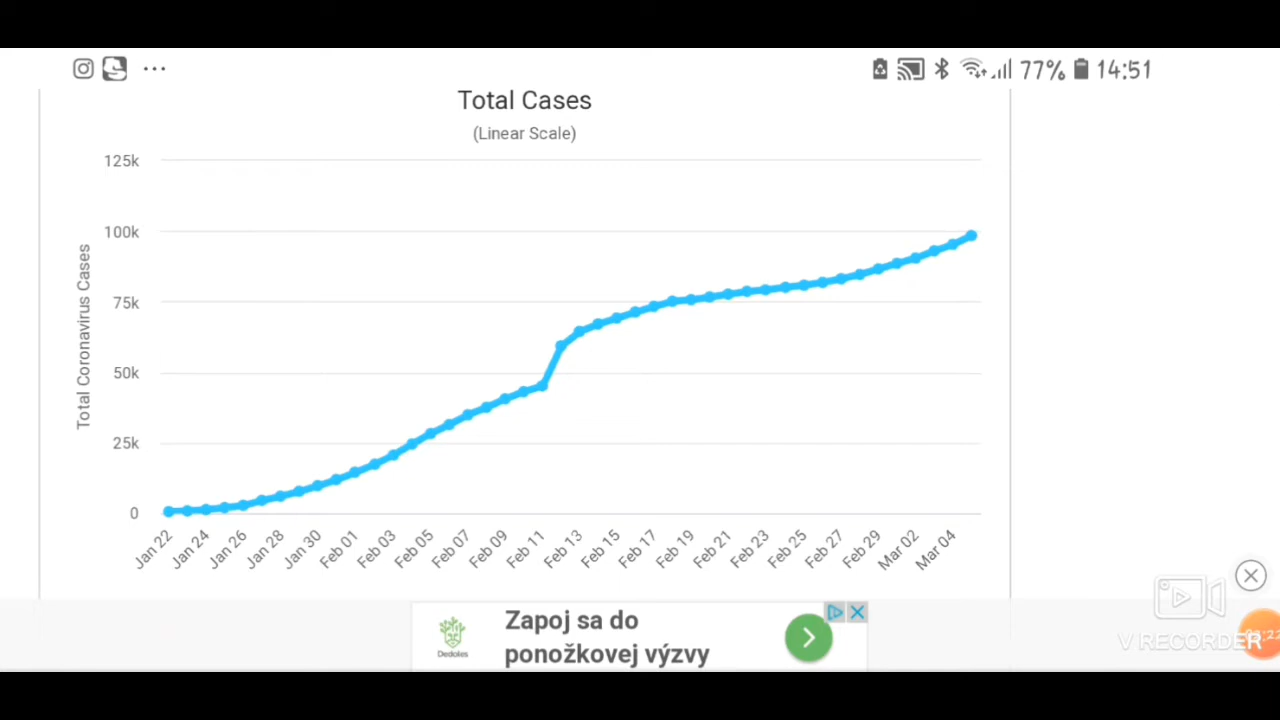 77% 14:51
Total Cases
(Linear Scale)
Total Coronavirus Cases
125k
100k
75k
50k
25k
0
Jan 22
Jan 24
Jan 26
Jan 28
Jan 30
Feb 01
Feb 03
Feb 05
Feb 07
Feb 09
Feb 11
Feb 13
Feb 15
Feb 17
Feb 19
Feb 21
Feb 23
Feb 25
Feb 27
Feb 29
Mar 02
Mar 04
Dedoles
Zapoj sa do
ponožkovej výzvy
V RECORDER